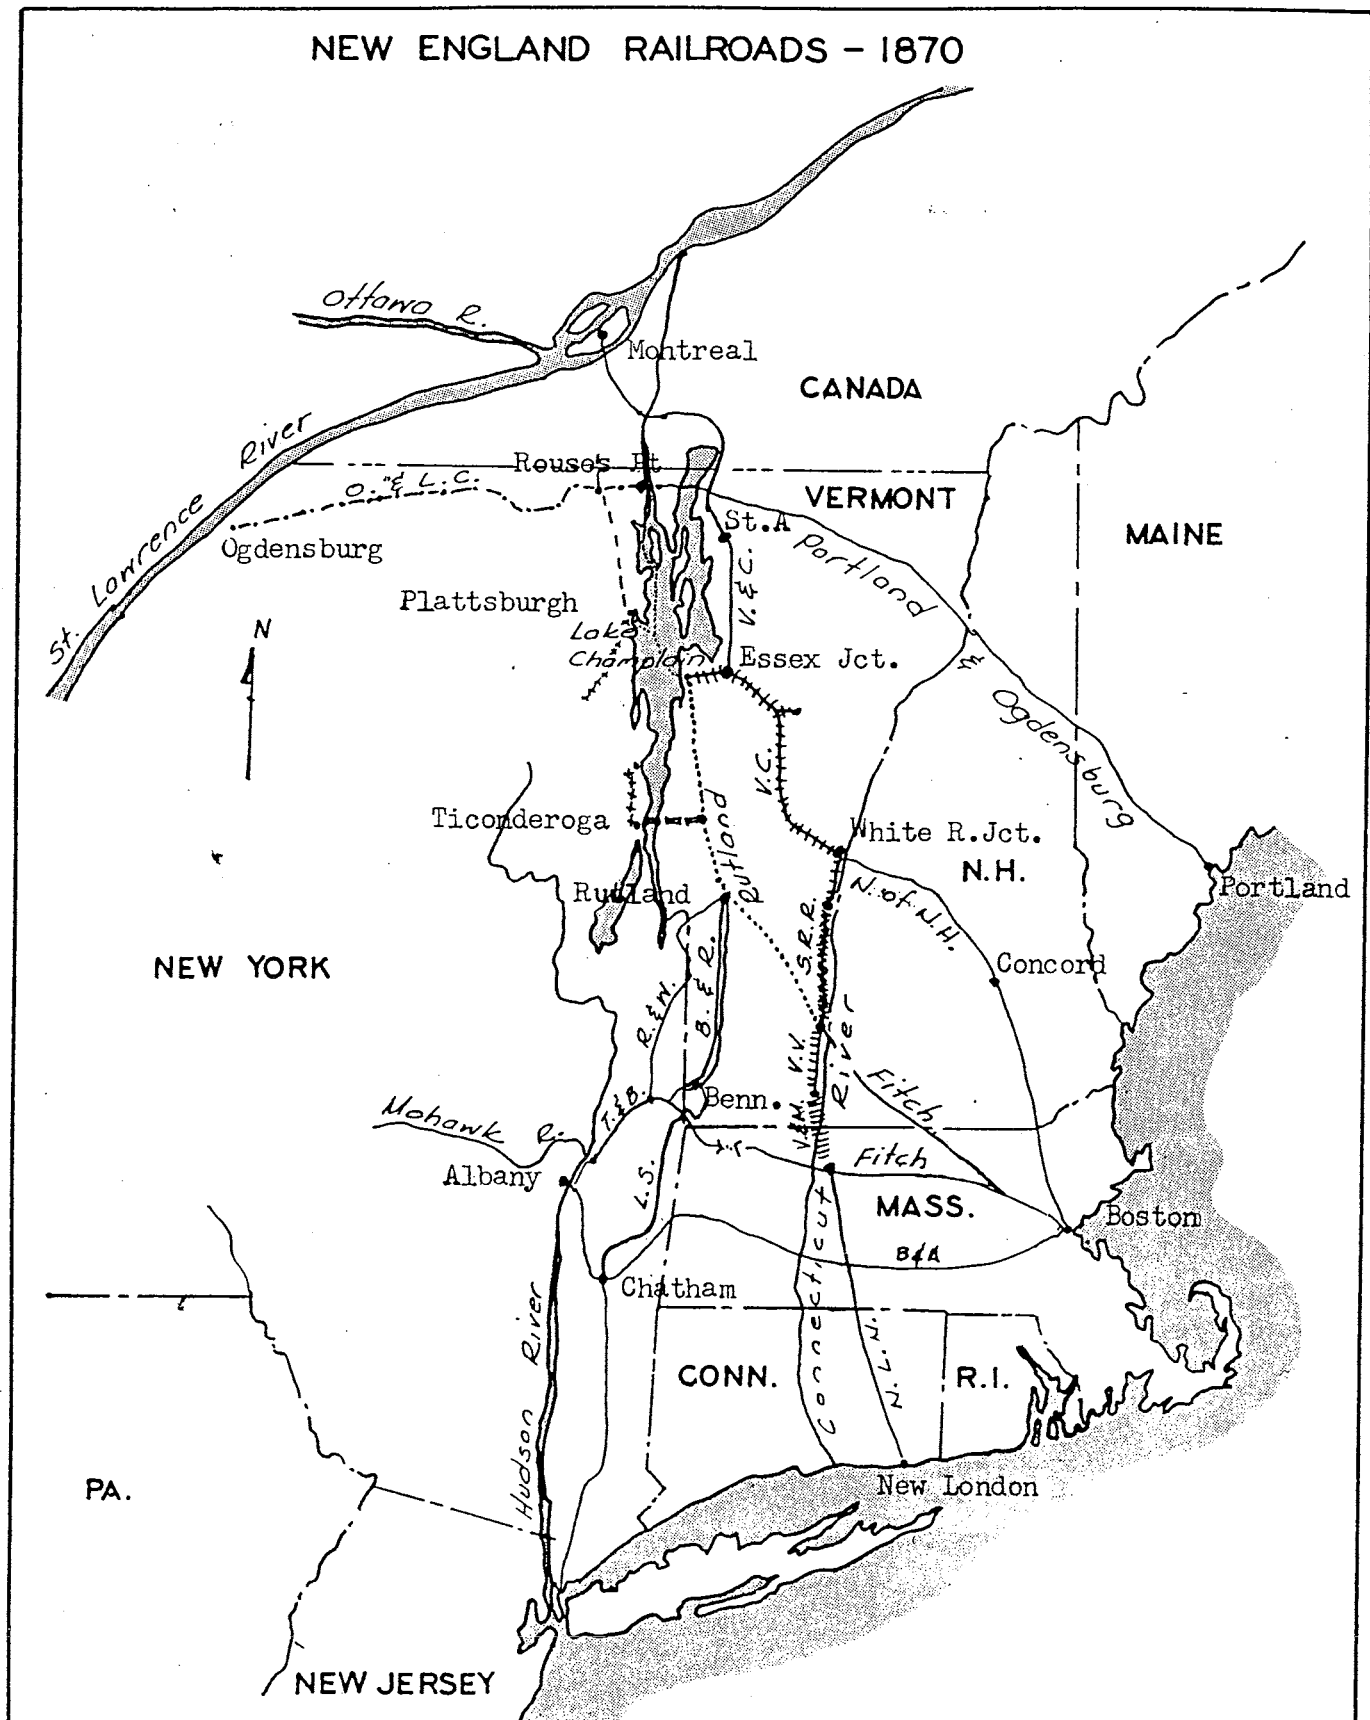 NEW ENGLAND RAILROADS - 1870
Ottawa R.
Montreal
CANADA
St. Lawrence River
Rouses Pt
O. & L. C.
VERMONT
MAINE
Ogdensburg
St.A
Portland & Ogdensburg
V. & C.
Plattsburgh
N
Lake
Champlain
Essex Jct.
V.C.
Ticonderoga
Rutland
White R.Jct.
N.H.
Rutland
N. of N.H.
Portland
S.R.R.
NEW YORK
Concord
R. & W.
B. & R.
V.V.
Connecticut River
Fitch
Benn.
T.&B.
V.&M.
Mohawk R.
Albany
Fitch
L.S.
MASS.
Boston
B&A
Chatham
Hudson River
CONN.
N.L.N.
R.I.
PA.
New London
NEW JERSEY